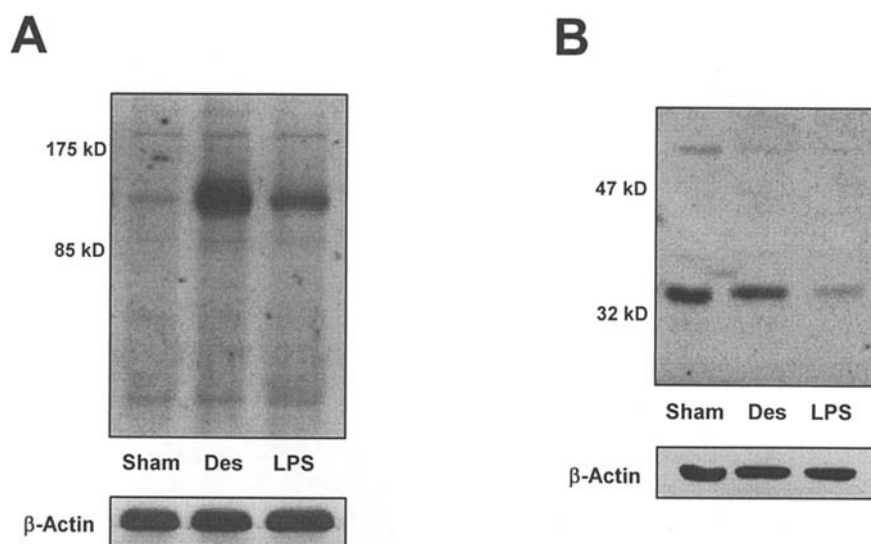 A
175 kD
85 kD
Sham Des LPS
β-Actin
B
47 kD
32 kD
Sham Des LPS
β-Actin